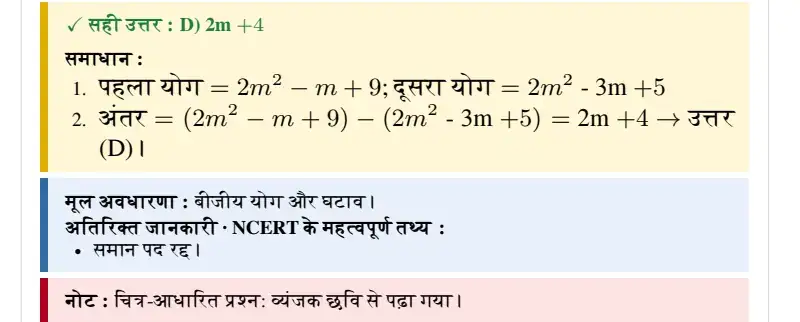 ✓ सही उत्तर : D) 2m +4
समाधान :
1. पहला योग = 2m² − m + 9; दूसरा योग = 2m² - 3m +5
2. अंतर = (2m² − m + 9) − (2m² - 3m +5) = 2m +4 → उत्तर
(D) ।
मूल अवधारणा : बीजीय योग और घटाव ।
अतिरिक्त जानकारी · NCERT के महत्वपूर्ण तथ्य :
• समान पद रद्द ।
नोट : चित्र-आधारित प्रश्न: व्यंजक छवि से पढ़ा गया ।